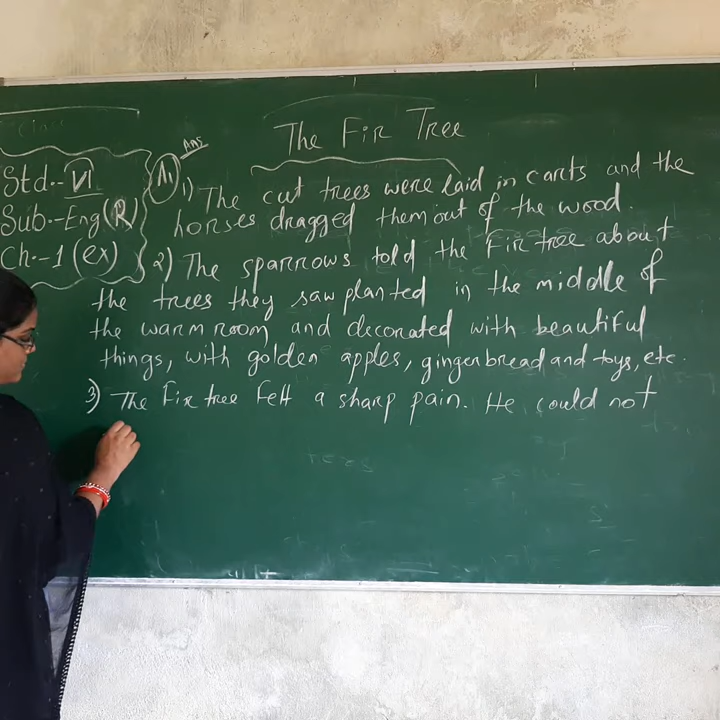 The Fir Tree
Std.- VI
Sub.- Eng (R)
Ch.- 1 (ex)
A1 Ans
1) The cut trees were laid in carts and the
horses dragged them out of the wood.
2) The sparrows told the Fir tree about
the trees they saw planted in the middle of
the warm room and decorated with beautiful
things, with golden apples, gingerbread and toys, etc.
3) The Fir tree felt a sharp pain. He could not